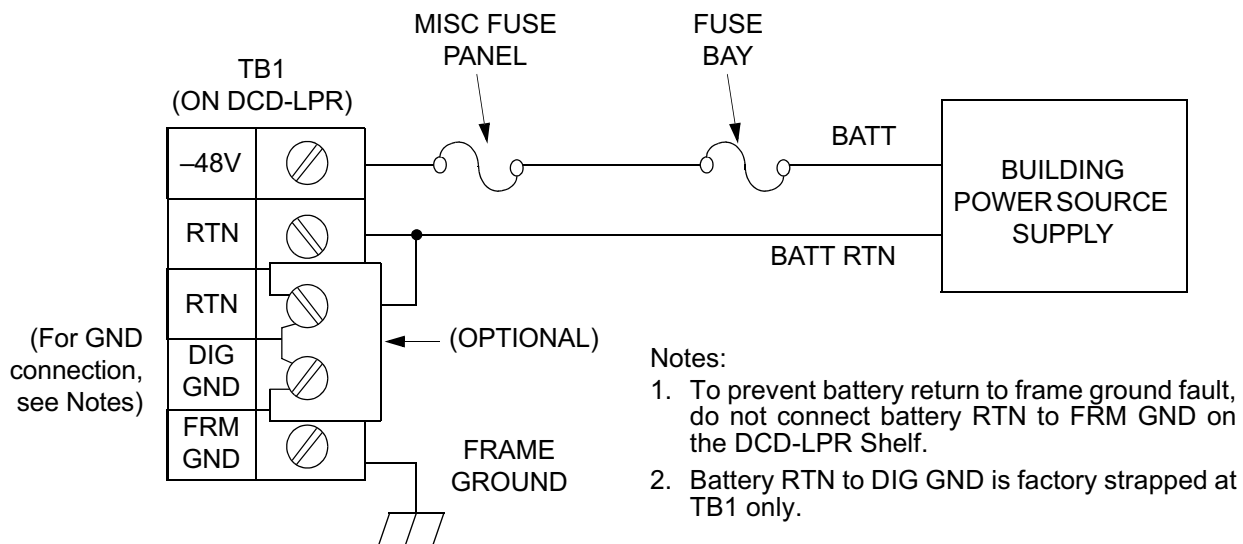 MISC FUSE
PANEL
FUSE
BAY
TB1
(ON DCD-LPR)
–48V
BATT
BUILDING
POWER SOURCE
SUPPLY
RTN
BATT RTN
RTN
(OPTIONAL)
(For GND
connection,
see Notes)
DIG
GND
FRM
GND
FRAME
GROUND
Notes:
1. To prevent battery return to frame ground fault,
do not connect battery RTN to FRM GND on
the DCD-LPR Shelf.
2. Battery RTN to DIG GND is factory strapped at
TB1 only.